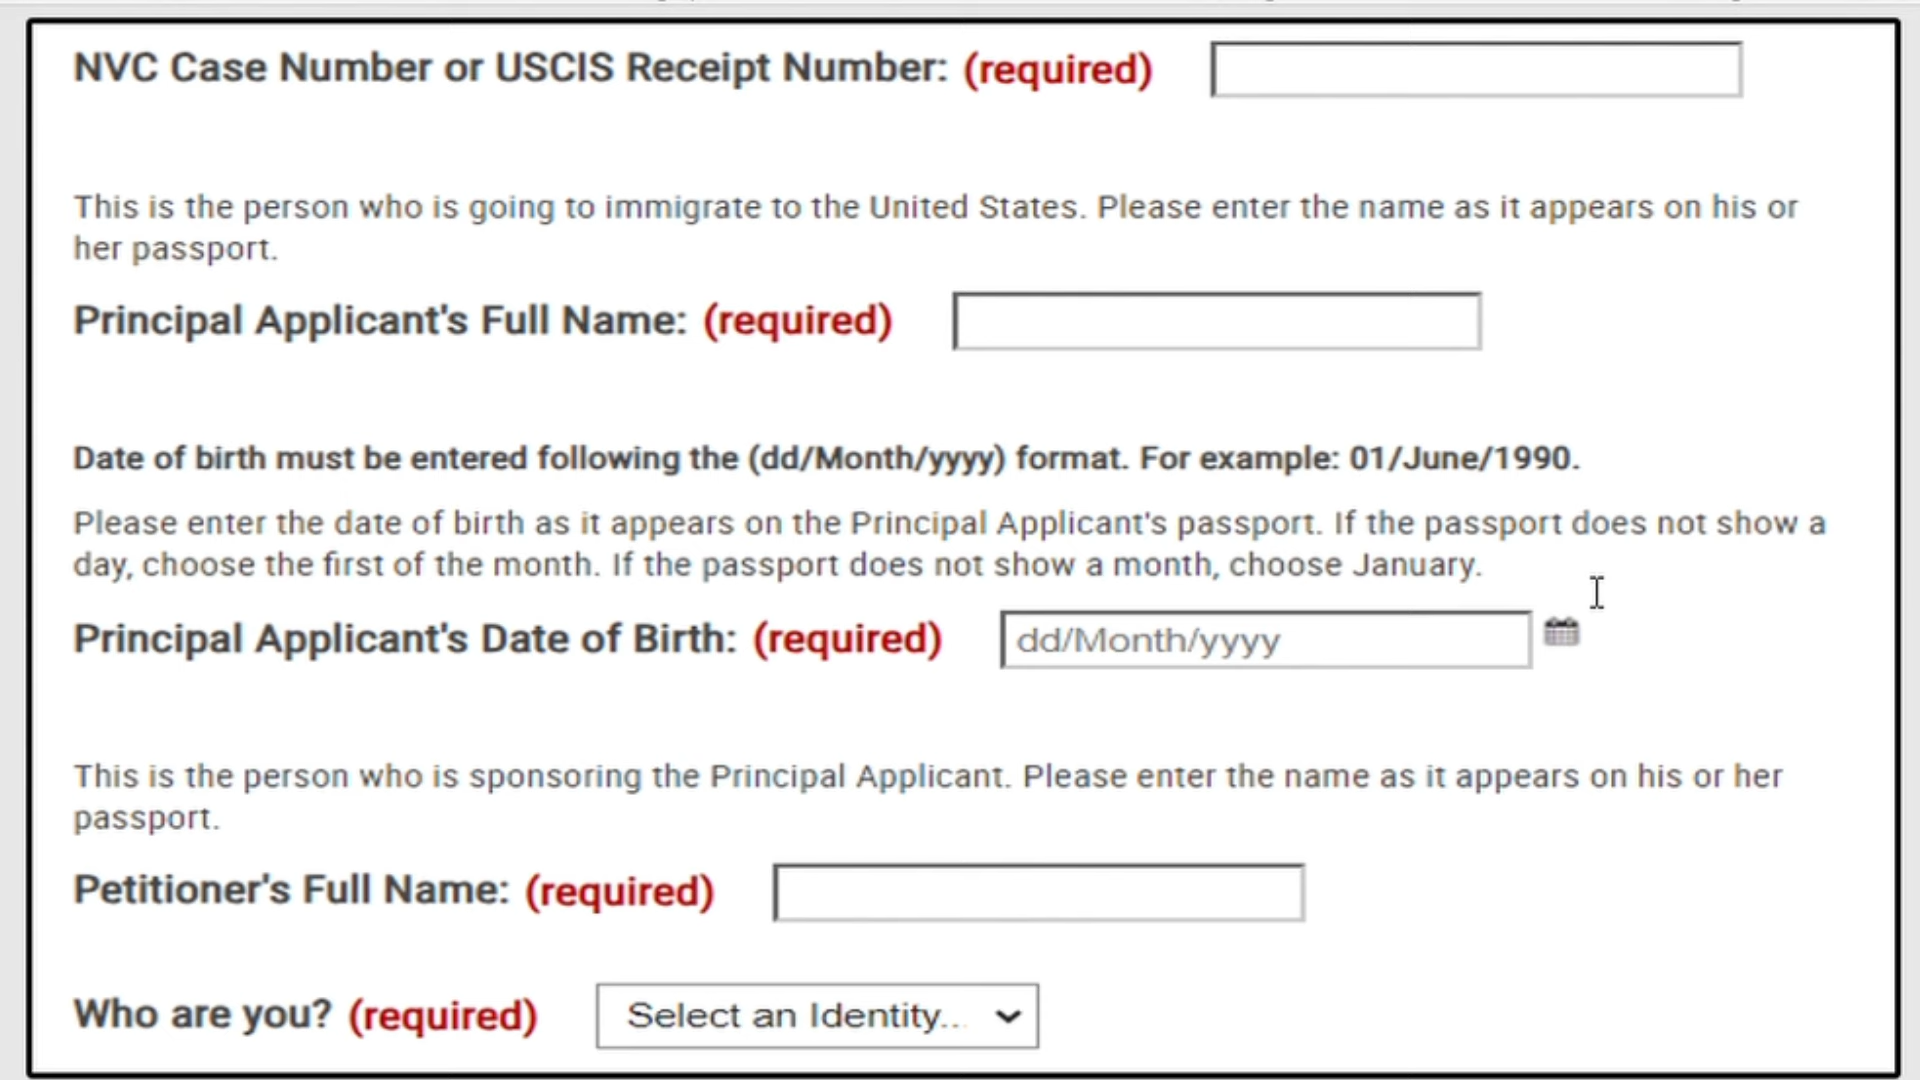 NVC Case Number or USCIS Receipt Number: (required)
This is the person who is going to immigrate to the United States. Please enter the name as it appears on his or
her passport.
Principal Applicant's Full Name: (required)
Date of birth must be entered following the (dd/Month/yyyy) format. For example: 01/June/1990.
Please enter the date of birth as it appears on the Principal Applicant's passport. If the passport does not show a
day, choose the first of the month. If the passport does not show a month, choose January.
Principal Applicant's Date of Birth: (required) dd/Month/yyyy
This is the person who is sponsoring the Principal Applicant. Please enter the name as it appears on his or her
passport.
Petitioner's Full Name: (required)
Who are you? (required) Select an Identity...